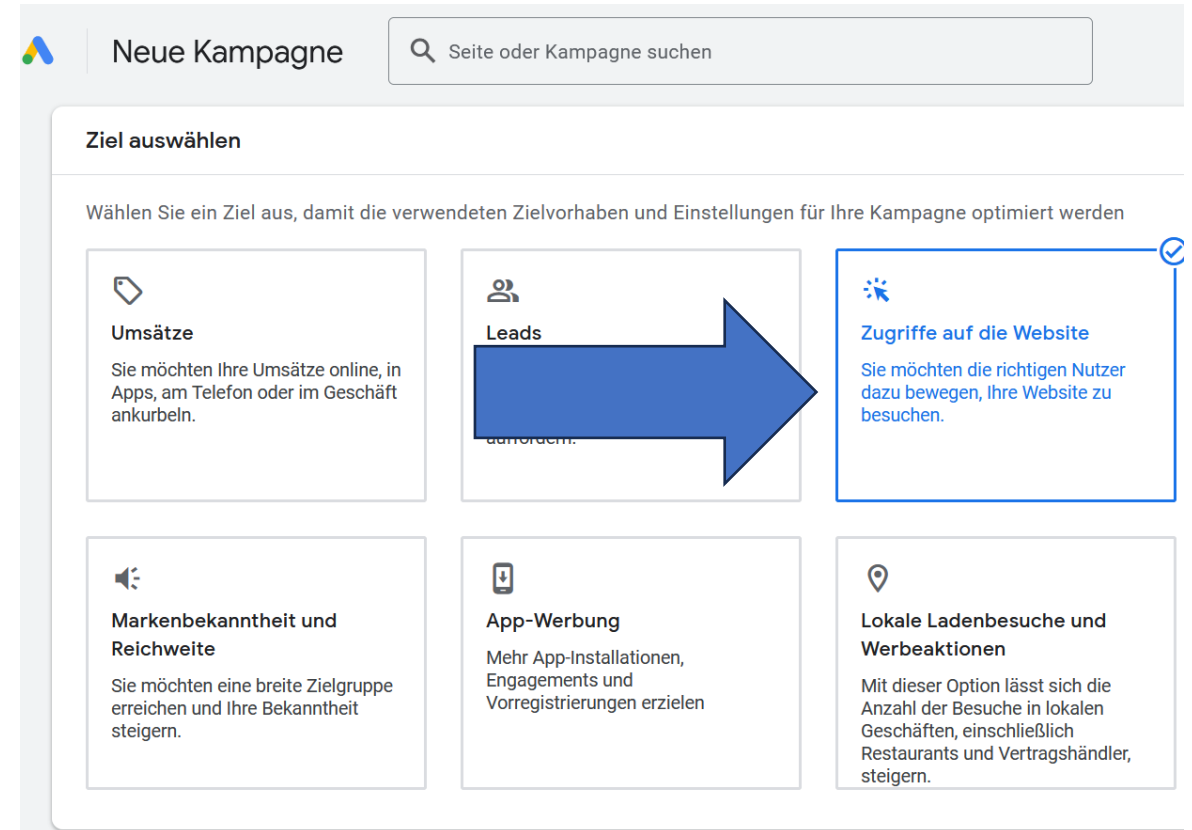 Neue Kampagne
Seite oder Kampagne suchen
Ziel auswählen
Wählen Sie ein Ziel aus, damit die verwendeten Zielvorhaben und Einstellungen für Ihre Kampagne optimiert werden
Umsätze
Sie möchten Ihre Umsätze online, in
Apps, am Telefon oder im Geschäft
ankurbeln.
Leads
Zugriffe auf die Website
Sie möchten die richtigen Nutzer
dazu bewegen, Ihre Website zu
besuchen.
Markenbekanntheit und
Reichweite
Sie möchten eine breite Zielgruppe
erreichen und Ihre Bekanntheit
steigern.
App-Werbung
Mehr App-Installationen,
Engagements und
Vorregistrierungen erzielen
Lokale Ladenbesuche und
Werbeaktionen
Mit dieser Option lässt sich die
Anzahl der Besuche in lokalen
Geschäften, einschließlich
Restaurants und Vertragshändler,
steigern.